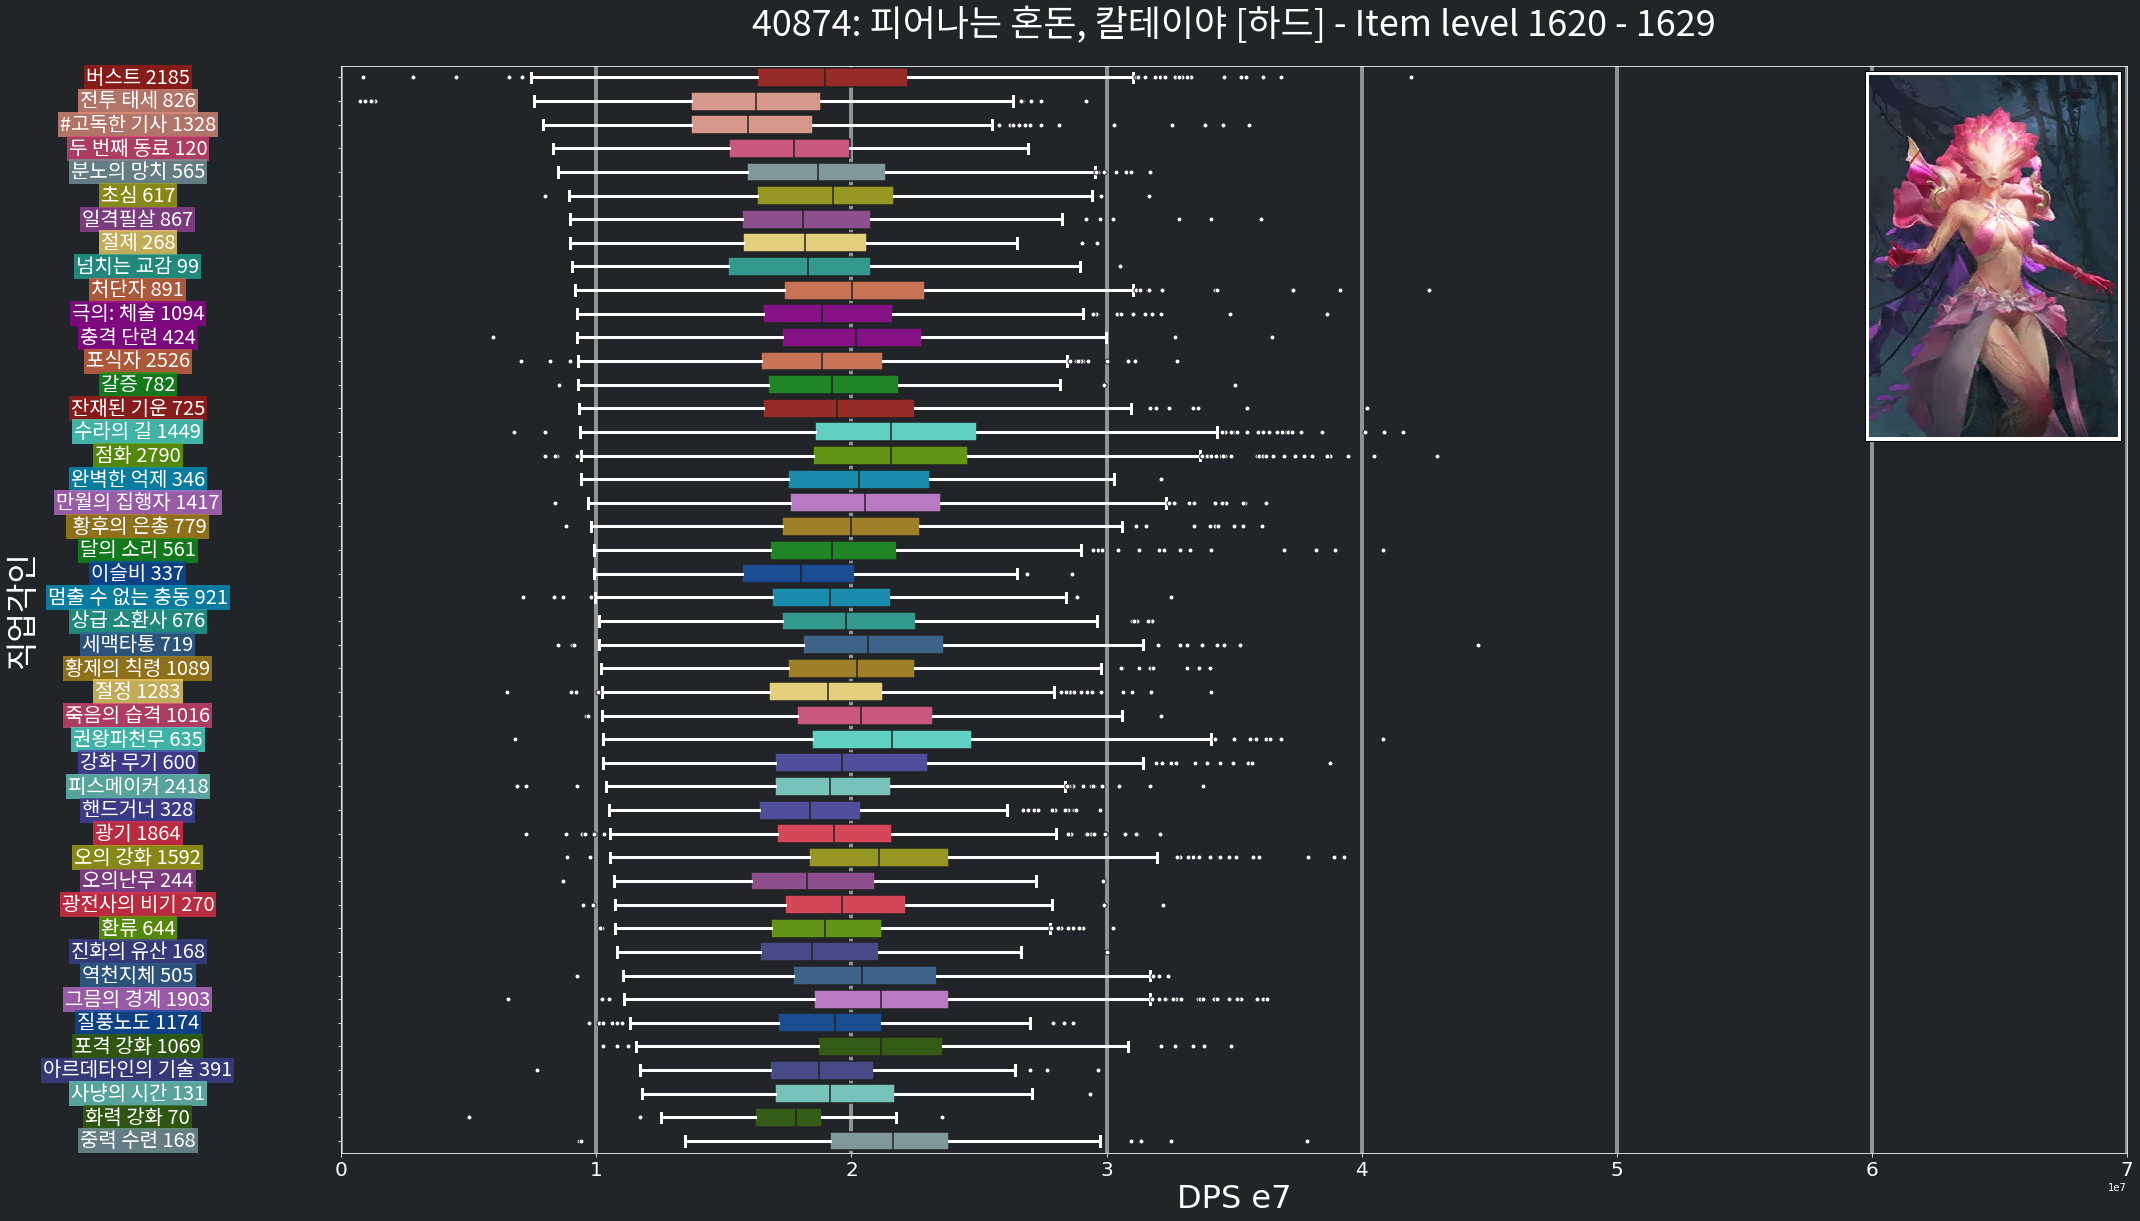 40874: 피어나는 혼돈, 칼테이야 [하드] - Item level 1620 - 1629
직업각인
버스트 2185
전투 태세 826
#고독한 기사 1328
두 번째 동료 120
분노의 망치 565
초심 617
일격필살 867
절제 268
넘치는 교감 99
처단자 891
극의: 체술 1094
충격 단련 424
포식자 2526
갈증 782
잔재된 기운 725
수라의 길 1449
점화 2790
완벽한 억제 346
만월의 집행자 1417
황후의 은총 779
달의 소리 561
이슬비 337
멈출 수 없는 충동 921
상급 소환사 676
세맥타통 719
황제의 칙령 1089
절정 1283
죽음의 습격 1016
권왕파천무 635
강화 무기 600
피스메이커 2418
핸드거너 328
광기 1864
오의 강화 1592
오의난무 244
광전사의 비기 270
환류 644
진화의 유산 168
역천지체 505
그믐의 경계 1903
질풍노도 1174
포격 강화 1069
아르데타인의 기술 391
사냥의 시간 131
화력 강화 70
중력 수련 168
0 1 2 3 4 5 6 7
DPS e7
1e7